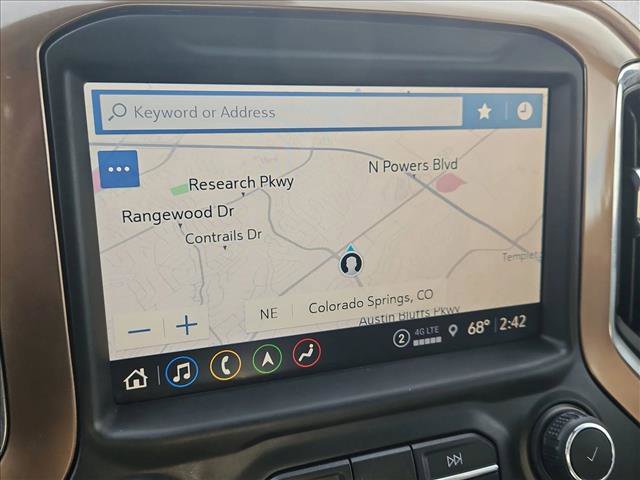 Keyword or Address
N Powers Blvd
Research Pkwy
Rangewood Dr
Contrails Dr
NE
Colorado Springs, CO
Austin Bluffs Pkwy
2
4G LTE
68°
2:42